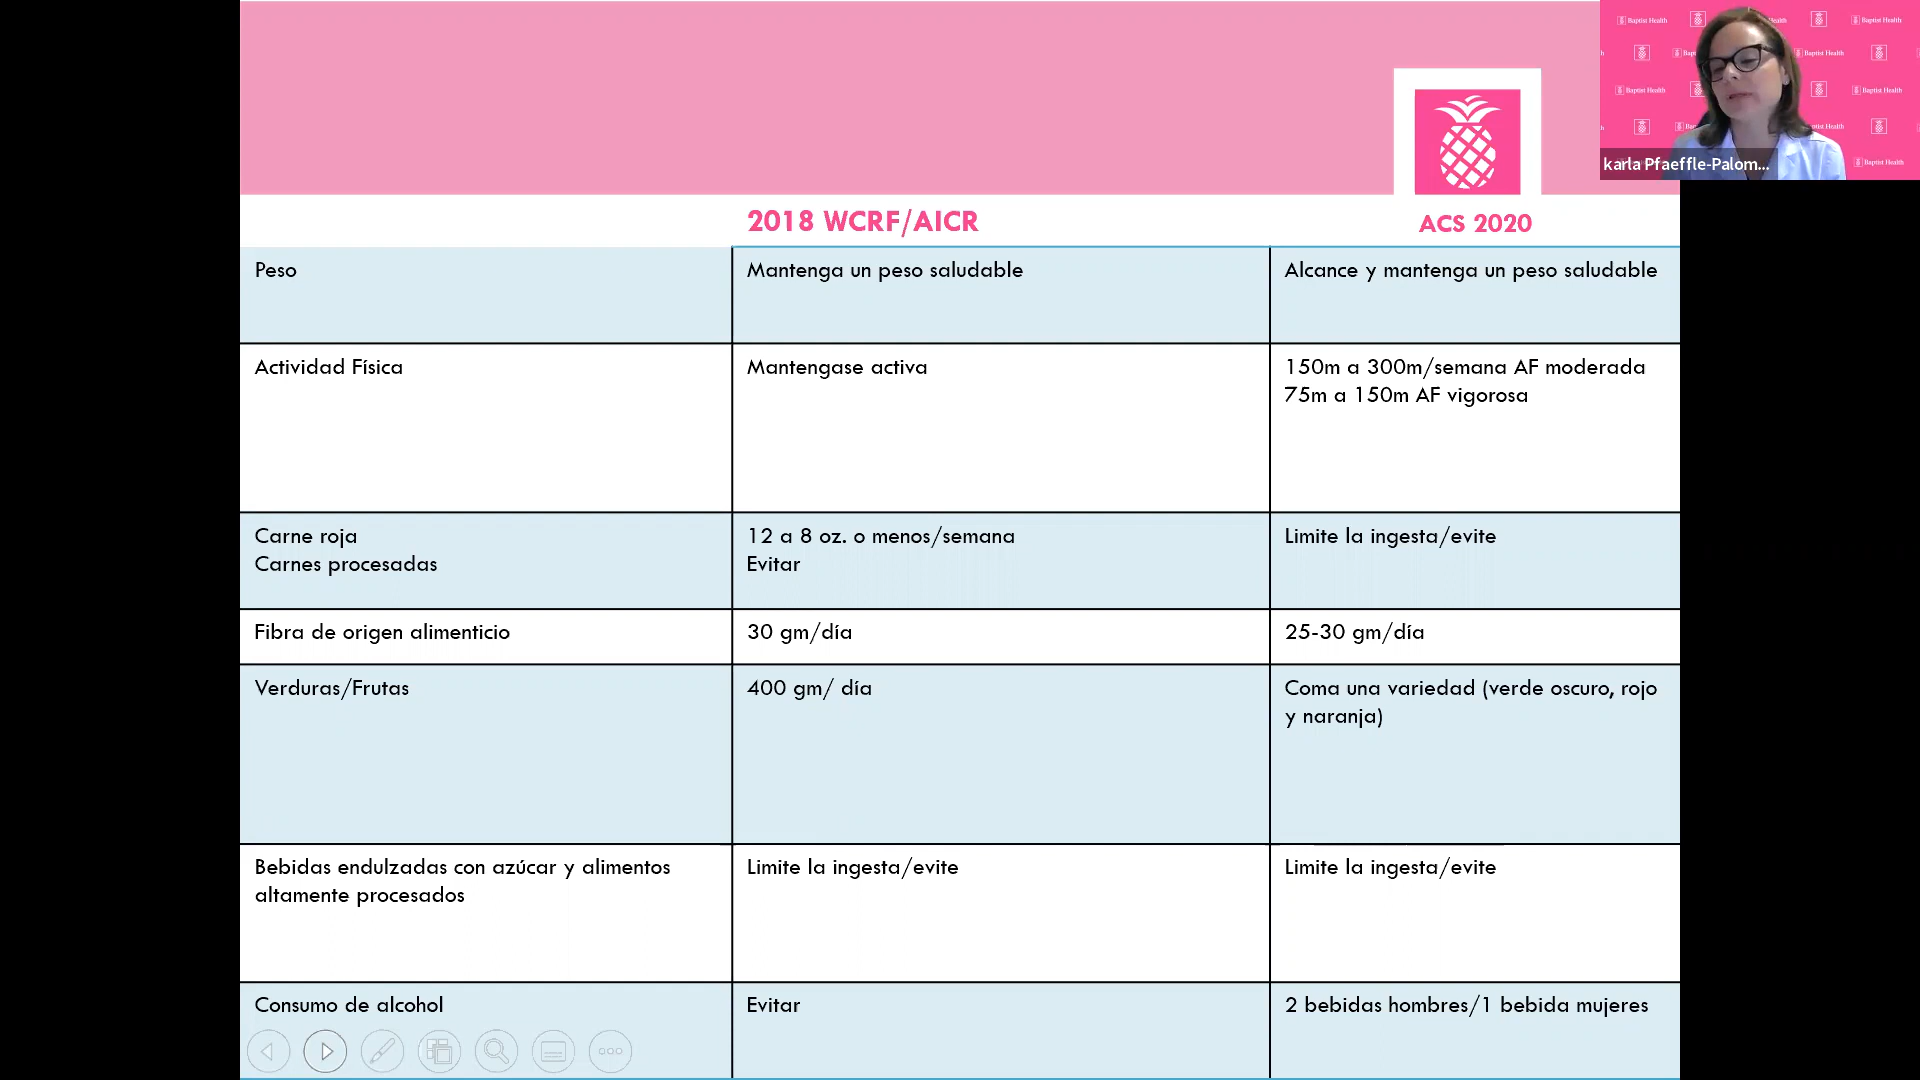 Baptist Health
karla Pfaeffle-Palom...
2018 WCRF/AICR
ACS 2020
Peso
Mantenga un peso saludable
Alcance y mantenga un peso saludable
Actividad Física
Mantengase activa
150m a 300m/semana AF moderada
75m a 150m AF vigorosa
Carne roja
Carnes procesadas
12 a 8 oz. o menos/semana
Evitar
Limite la ingesta/evite
Fibra de origen alimenticio
30 gm/día
25-30 gm/día
Verduras/Frutas
400 gm/ día
Coma una variedad (verde oscuro, rojo
y naranja)
Bebidas endulzadas con azúcar y alimentos
altamente procesados
Limite la ingesta/evite
Limite la ingesta/evite
Consumo de alcohol
Evitar
2 bebidas hombres/1 bebida mujeres